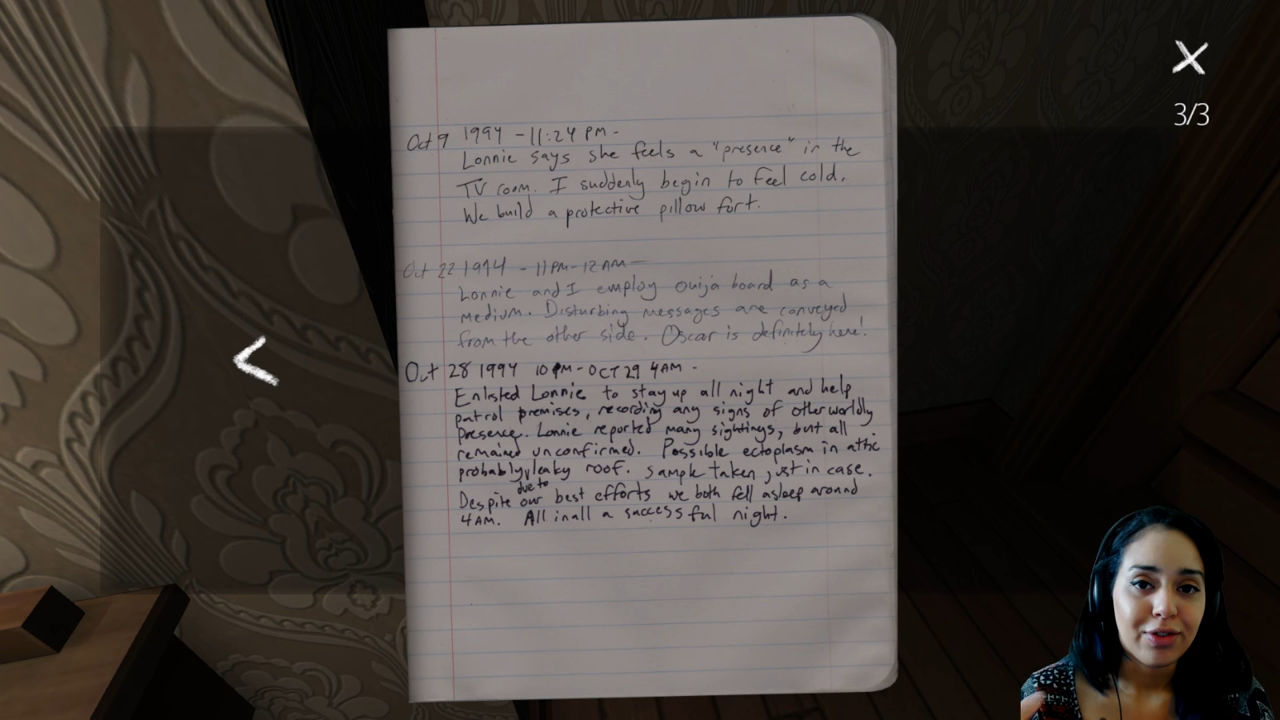 3/3
Oct 9 1994 - 11:24 PM -
Lonnie says she feels a "presence" in the
TV room. I suddenly begin to feel cold.
We build a protective pillow fort.
Oct 22 1994 - 11PM-12AM -
Lonnie and I employ ouija board as a
medium. Disturbing messages are conveyed
from the other side. Oscar is definitely here!
Oct 28 1994 10PM - OCT 29 4AM -
Enlisted Lonnie to stay up all night and help
patrol premises, recording any signs of otherworldly
presence. Lonnie reported many sightings, but all
remained unconfirmed. Possible ectoplasm in attic
probably leaky roof. Sample taken just in case.
due to
Despite our best efforts we both fell asleep around
4AM. All in all a successful night.